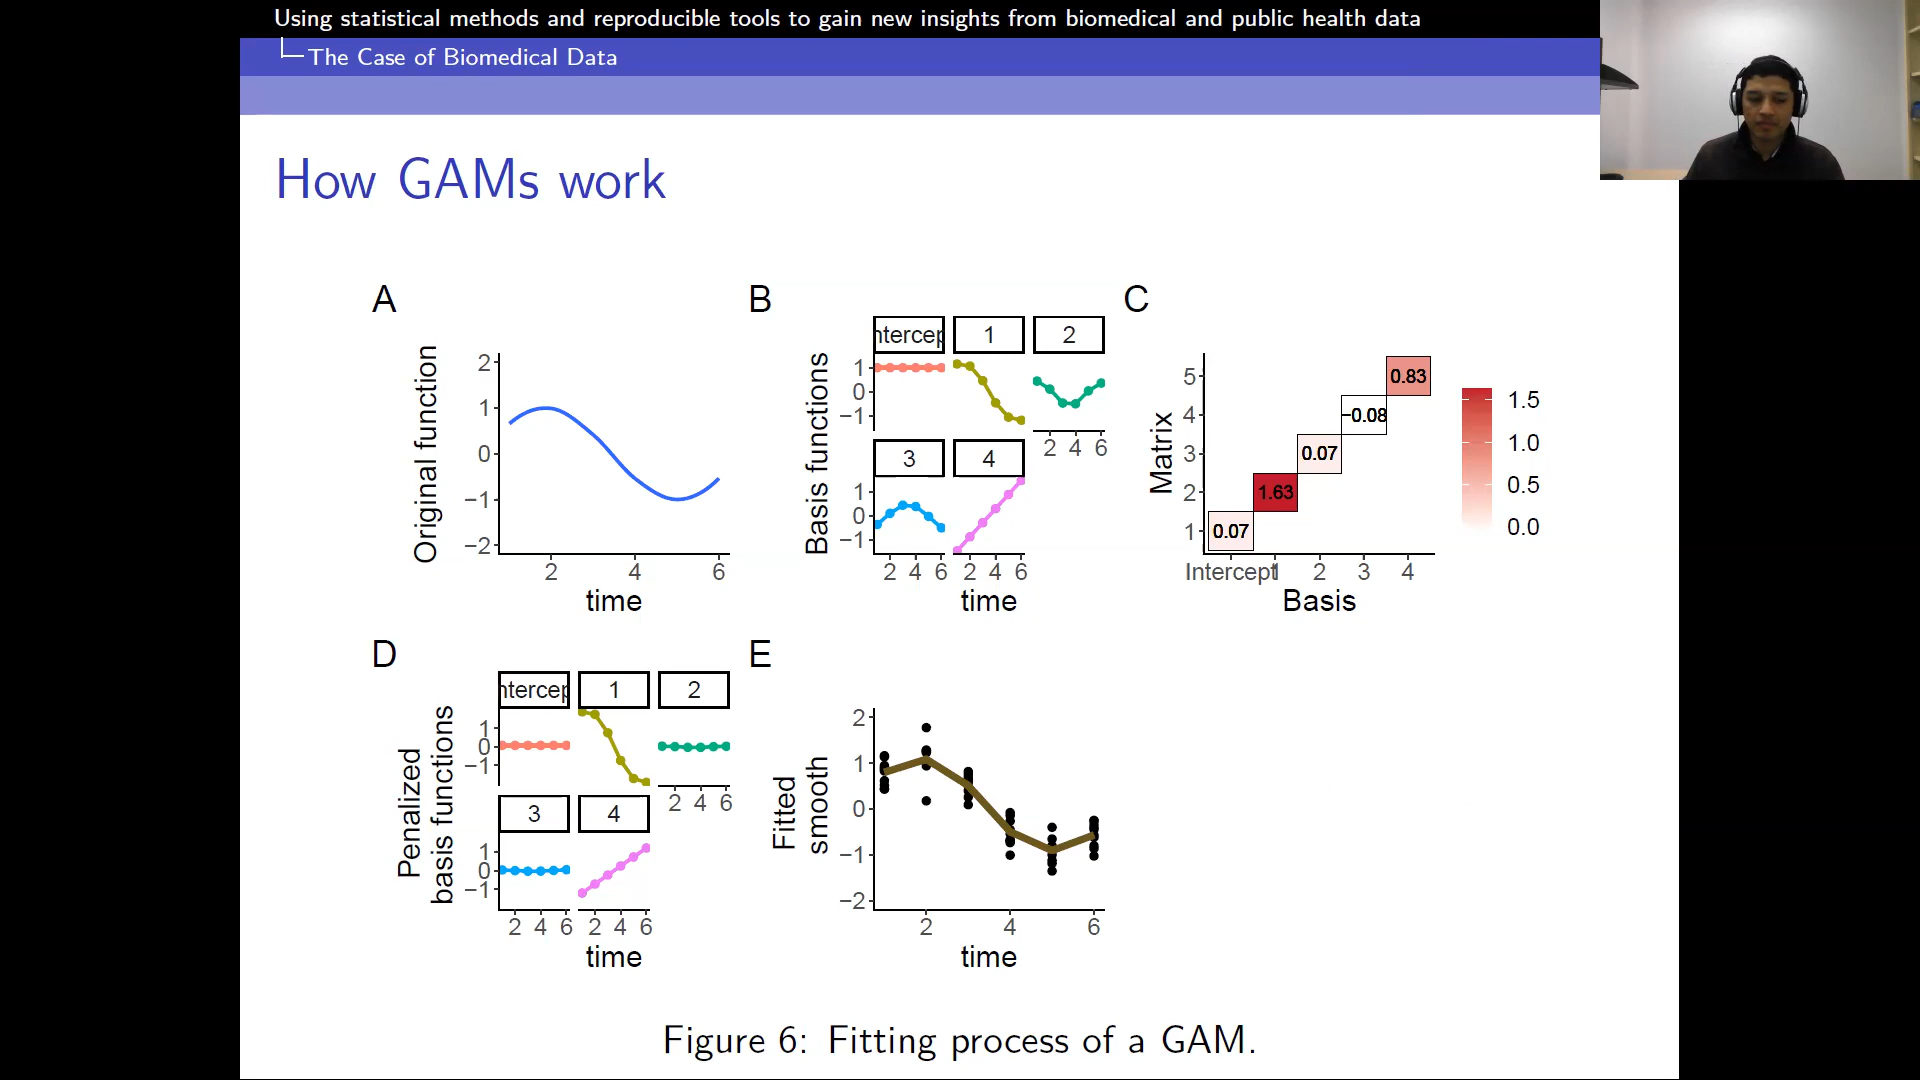 Using statistical methods and reproducible tools to gain new insights from biomedical and public health data
The Case of Biomedical Data
How GAMs work
A
Original function
2
1
0
−1
−2
2 4 6
time
B
Basis functions
ntercep 1 2
1
0
−1
2 4 6
3 4
1
0
−1
2 4 6 2 4 6
time
C
Matrix
5
4
3
2
1
0.83
−0.08
0.07
1.63
0.07
Intercept 1 2 3 4
Basis
1.5
1.0
0.5
0.0
D
Penalized
basis functions
ntercep 1 2
1
0
−1
2 4 6
3 4
1
0
−1
2 4 6 2 4 6
time
E
Fitted
smooth
2
1
0
−1
−2
2 4 6
time
Figure 6: Fitting process of a GAM.